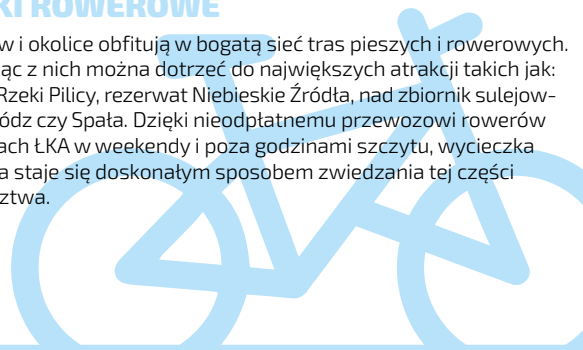 KI ROWEROWE
w i okolice obfitują w bogatą sieć tras pieszych i rowerowych.
ąc z nich można dotrzeć do największych atrakcji takich jak:
Rzeki Pilicy, rezerwat Niebieskie Źródła, nad zbiornik sulejow-
ódz czy Spała. Dzięki nieodpłatnemu przewozowi rowerów
ach ŁKA w weekendy i poza godzinami szczytu, wycieczka
a staje się doskonałym sposobem zwiedzania tej części
ztwa.